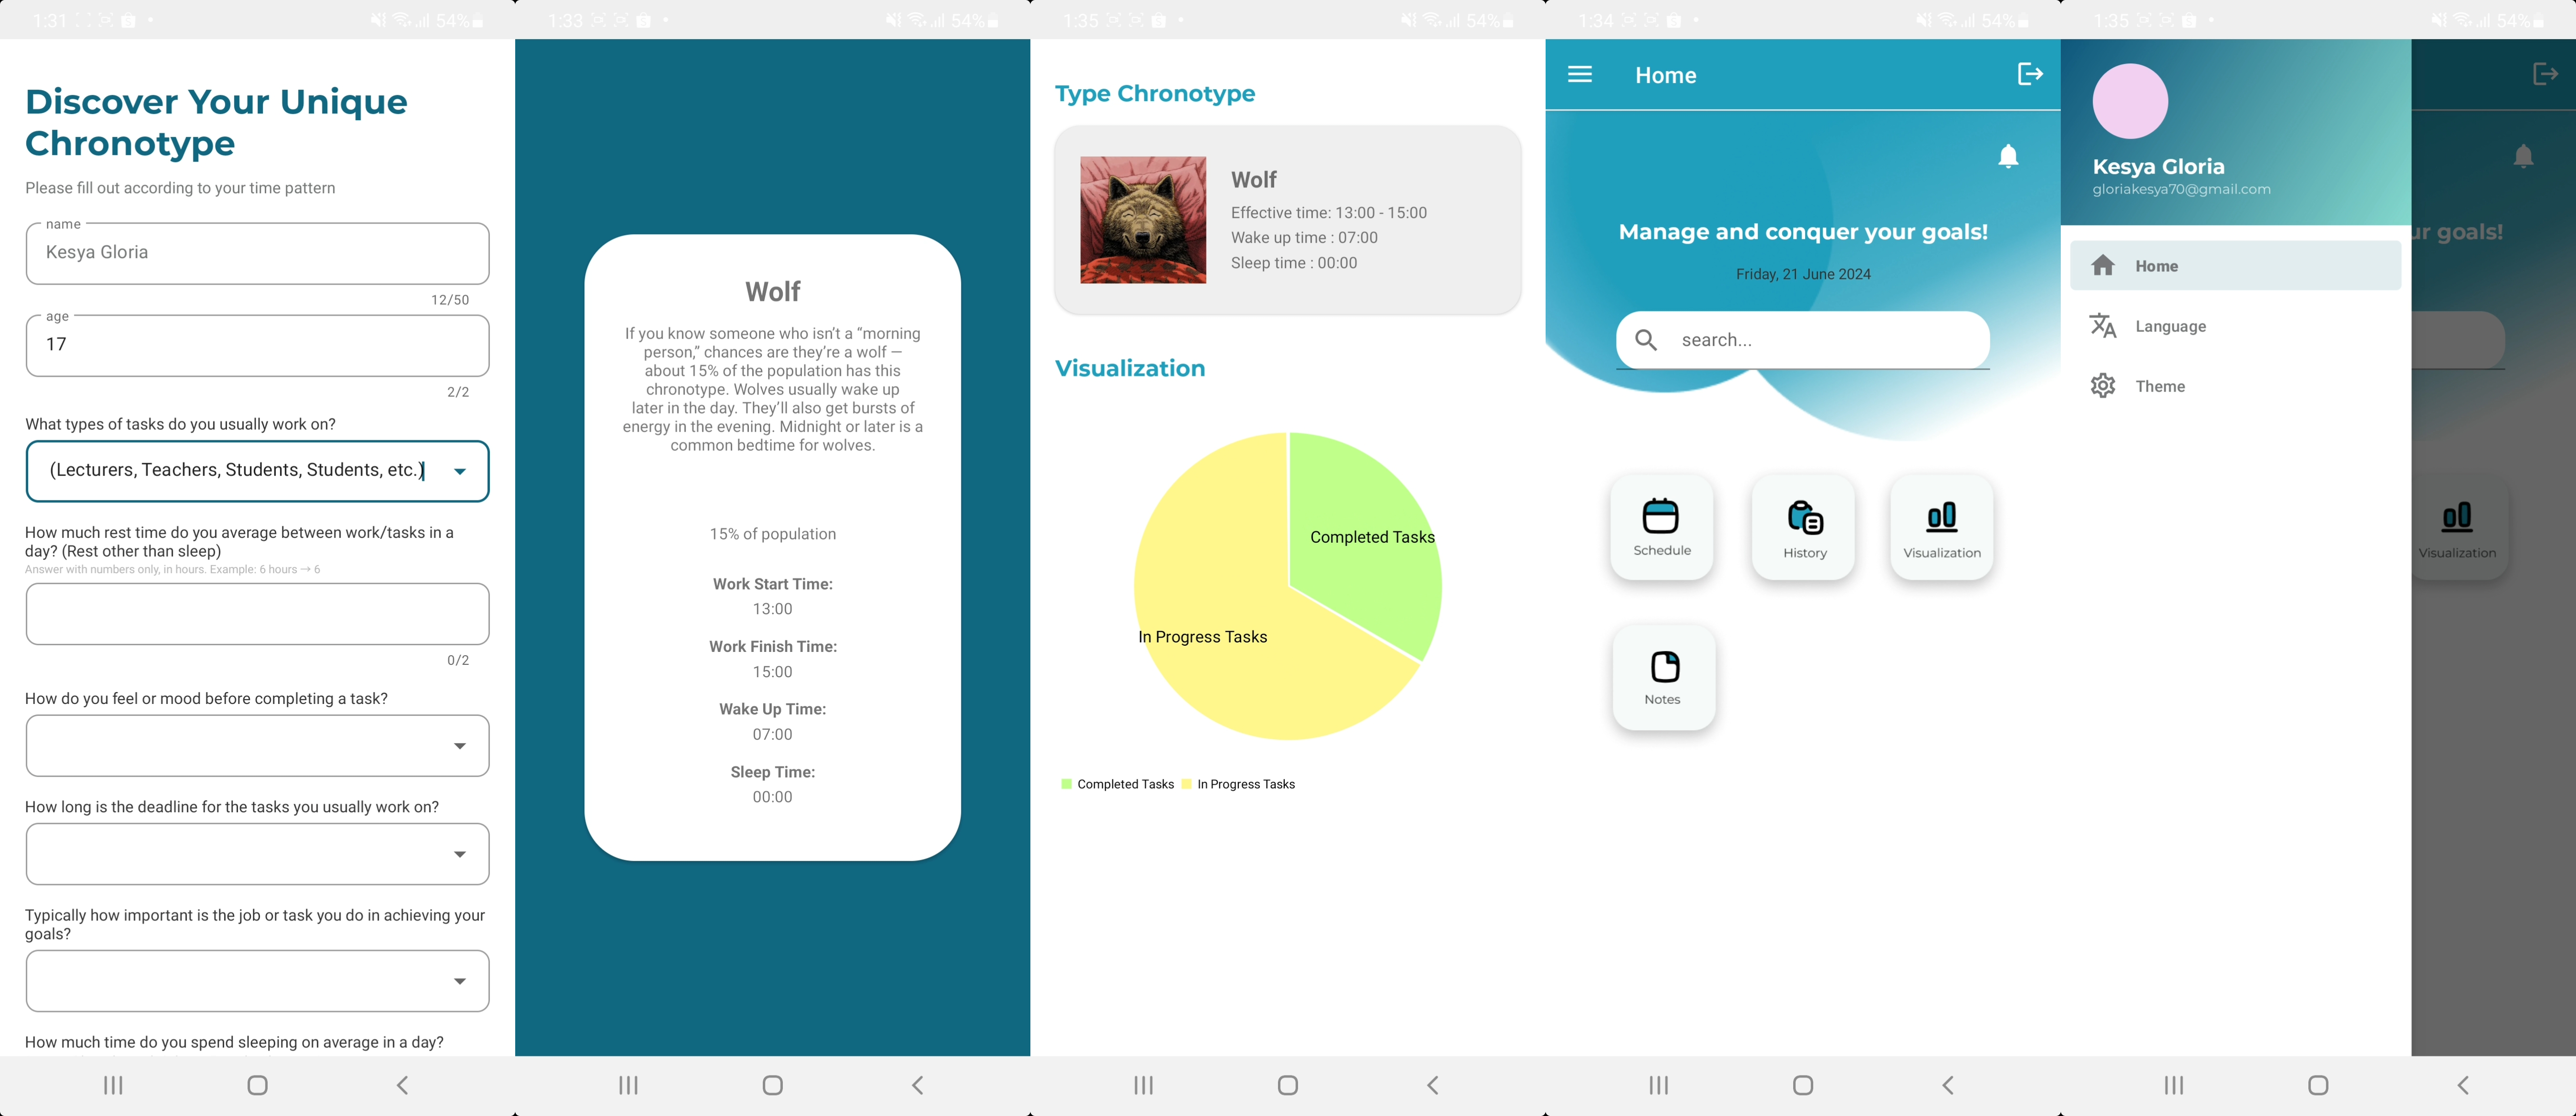 1:31
54%
Discover Your Unique
Chronotype
Please fill out according to your time pattern
name
Kesya Gloria
12/50
age
17
2/2
What types of tasks do you usually work on?
(Lecturers, Teachers, Students, Students, etc.)
How much rest time do you average between work/tasks in a
day? (Rest other than sleep)
Answer with numbers only, in hours. Example: 6 hours → 6
0/2
How do you feel or mood before completing a task?
How long is the deadline for the tasks you usually work on?
Typically how important is the job or task you do in achieving your
goals?
How much time do you spend sleeping on average in a day?
1:33
54%
Wolf
If you know someone who isn’t a “morning
person,” chances are they’re a wolf —
about 15% of the population has this
chronotype. Wolves usually wake up
later in the day. They’ll also get bursts of
energy in the evening. Midnight or later is a
common bedtime for wolves.
15% of population
Work Start Time:
13:00
Work Finish Time:
15:00
Wake Up Time:
07:00
Sleep Time:
00:00
1:35
54%
Type Chronotype
Wolf
Effective time: 13:00 - 15:00
Wake up time : 07:00
Sleep time : 00:00
Visualization
Completed Tasks
In Progress Tasks
Completed Tasks In Progress Tasks
1:34
54%
Home
Manage and conquer your goals!
Friday, 21 June 2024
search...
Schedule
History
Visualization
Notes
1:35
54%
Kesya Gloria
gloriakesya70@gmail.com
ur goals!
Home
Language
Theme
Visualization